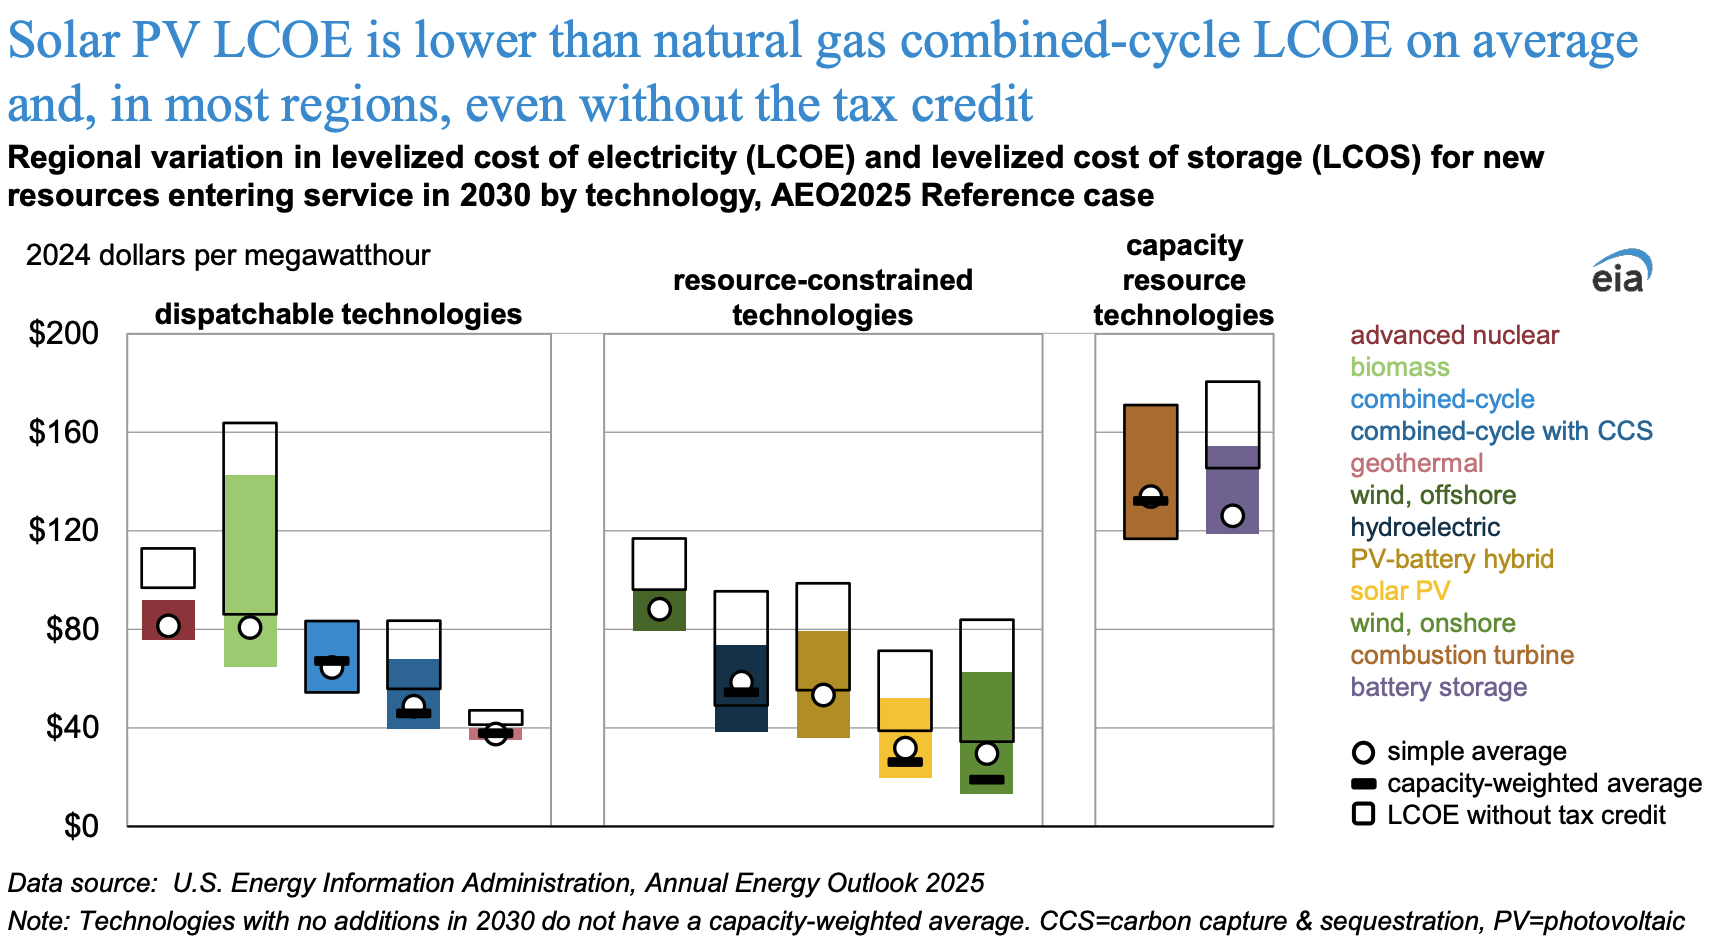 Solar PV LCOE is lower than natural gas combined-cycle LCOE on average
and, in most regions, even without the tax credit
Regional variation in levelized cost of electricity (LCOE) and levelized cost of storage (LCOS) for new
resources entering service in 2030 by technology, AEO2025 Reference case
2024 dollars per megawatthour
dispatchable technologies
resource-constrained
technologies
capacity
resource
technologies
eia
$200
$160
$120
$80
$40
$0
advanced nuclear
biomass
combined-cycle
combined-cycle with CCS
geothermal
wind, offshore
hydroelectric
PV-battery hybrid
solar PV
wind, onshore
combustion turbine
battery storage
simple average
capacity-weighted average
LCOE without tax credit
Data source:  U.S. Energy Information Administration, Annual Energy Outlook 2025
Note: Technologies with no additions in 2030 do not have a capacity-weighted average. CCS=carbon capture & sequestration, PV=photovoltaic